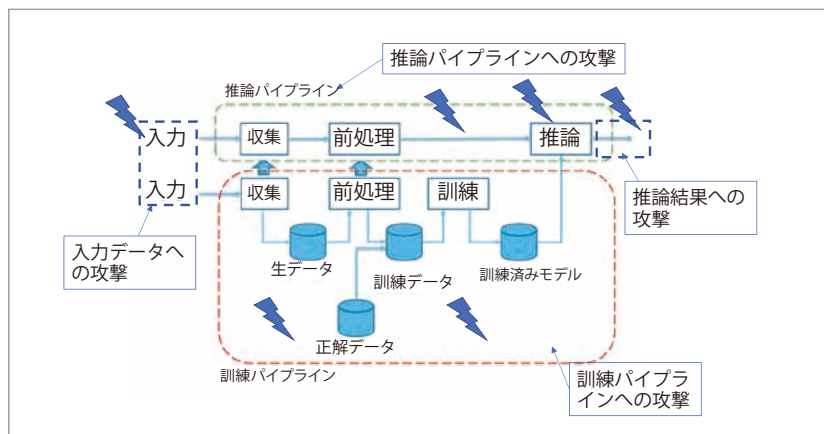 推論パイプラインへの攻撃
推論パイプライン
入力
収集
前処理
推論
入力
収集
前処理
訓練
推論結果への
攻撃
入力データへ
の攻撃
生データ
訓練データ
訓練済みモデル
正解データ
訓練パイプライン
訓練パイプラ
インへの攻撃